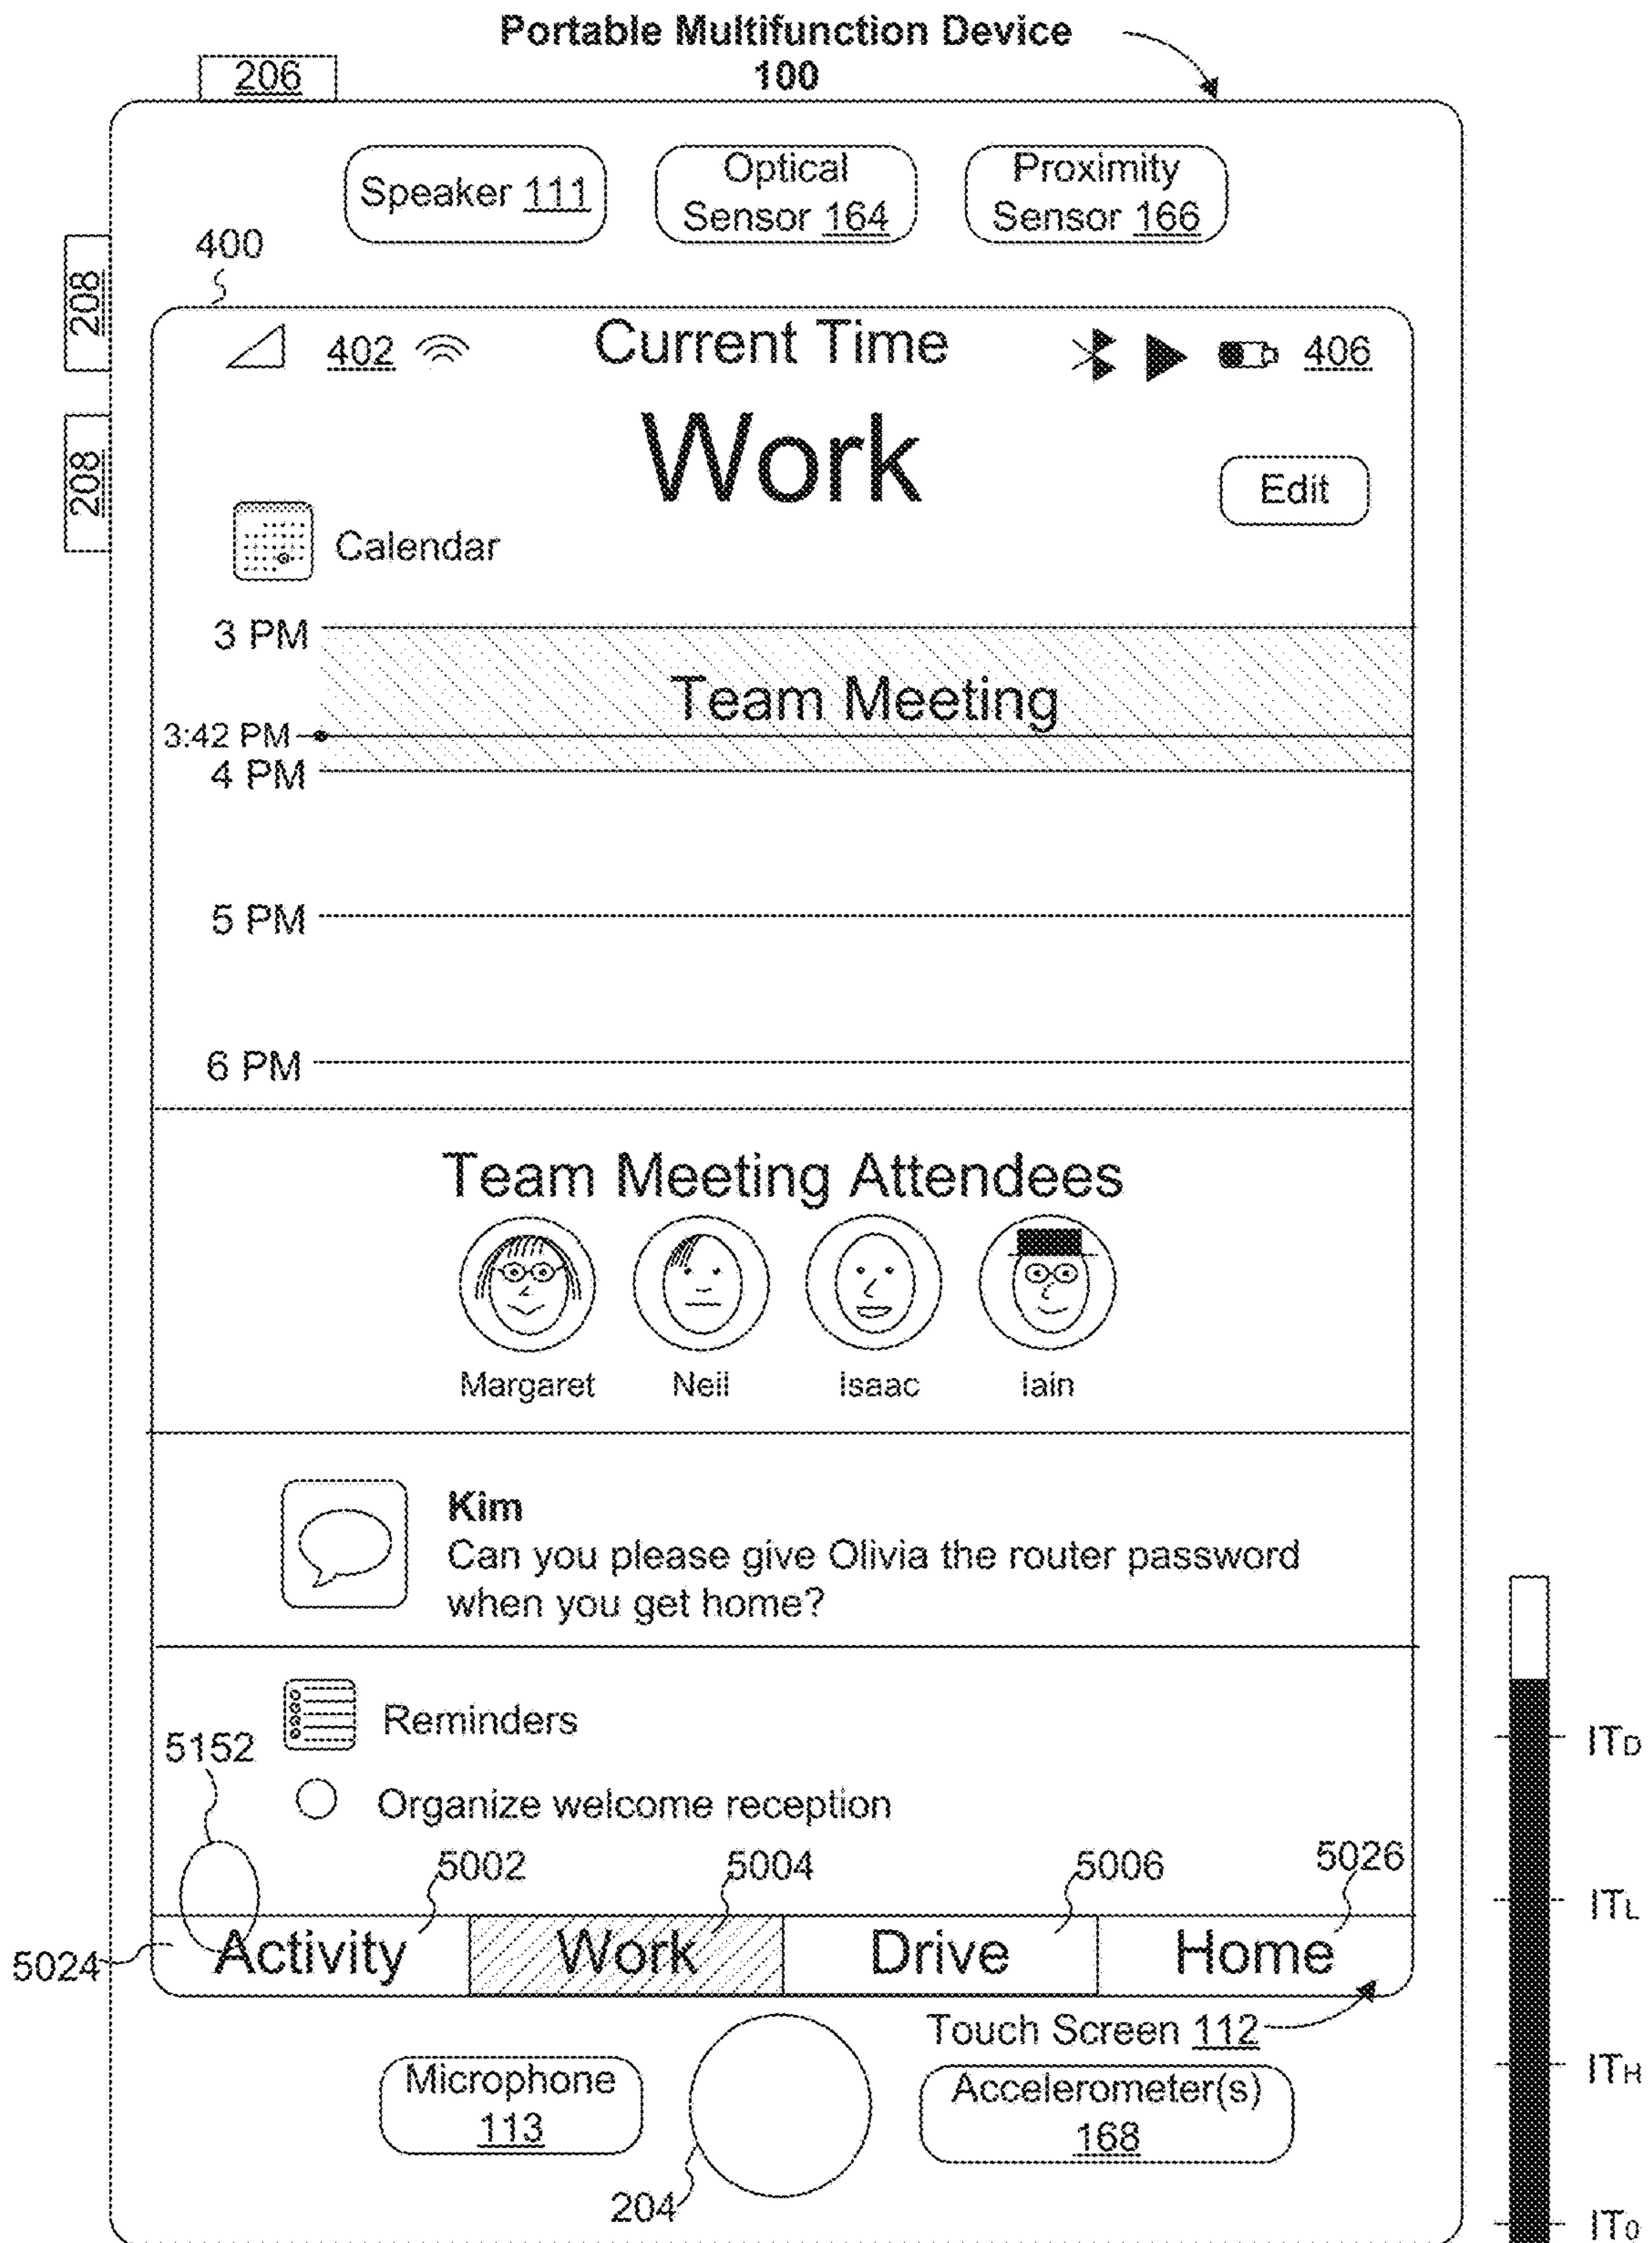 Portable Multifunction Device
100
206
Speaker 111
Optical
Sensor 164
Proximity
Sensor 166
400
208
208
402
Current Time
406
Work
Edit
Calendar
3 PM
Team Meeting
3:42 PM
4 PM
5 PM
6 PM
Team Meeting Attendees
Margaret
Neil
Isaac
Iain
Kim
Can you please give Olivia the router password
when you get home?
Reminders
5152
Organize welcome reception
5002
5004
5006
5026
5024
Activity
Work
Drive
Home
Touch Screen 112
Microphone
113
Accelerometer(s)
168
204
ITD
ITL
ITH
IT0